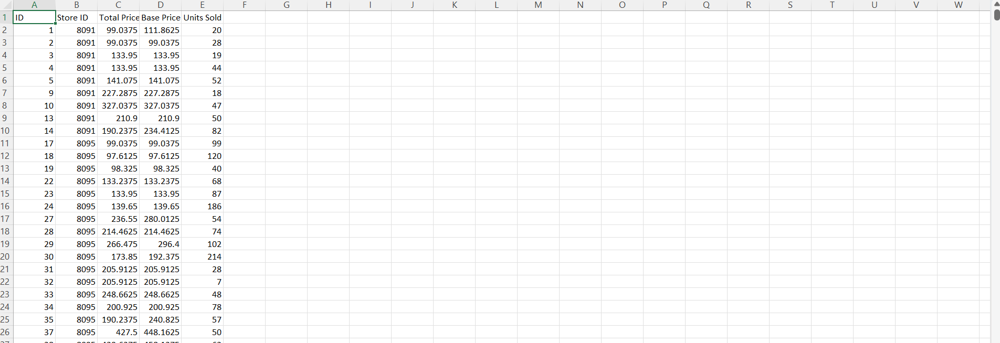 A B C D E F G H I J K L M N O P Q R S T U V W
1 ID Store ID Total Price Base Price Units Sold
2 1 8091 99.0375 111.8625 20
3 2 8091 99.0375 99.0375 28
4 3 8091 133.95 133.95 19
5 4 8091 133.95 133.95 44
6 5 8091 141.075 141.075 52
7 9 8091 227.2875 227.2875 18
8 10 8091 327.0375 327.0375 47
9 13 8091 210.9 210.9 50
10 14 8091 190.2375 234.4125 82
11 17 8095 99.0375 99.0375 99
12 18 8095 97.6125 97.6125 120
13 19 8095 98.325 98.325 40
14 22 8095 133.2375 133.2375 68
15 23 8095 133.95 133.95 87
16 24 8095 139.65 139.65 186
17 27 8095 236.55 280.0125 54
18 28 8095 214.4625 214.4625 74
19 29 8095 266.475 296.4 102
20 30 8095 173.85 192.375 214
21 31 8095 205.9125 205.9125 28
22 32 8095 205.9125 205.9125 7
23 33 8095 248.6625 248.6625 48
24 34 8095 200.925 200.925 78
25 35 8095 190.2375 240.825 57
26 37 8095 427.5 448.1625 50